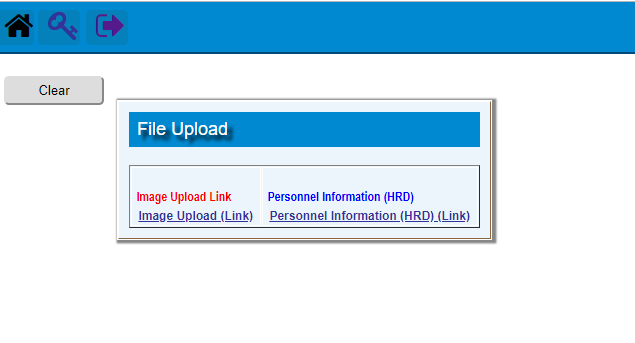 Clear
File Upload
Image Upload Link
Personnel Information (HRD)
Image Upload (Link)
Personnel Information (HRD) (Link)